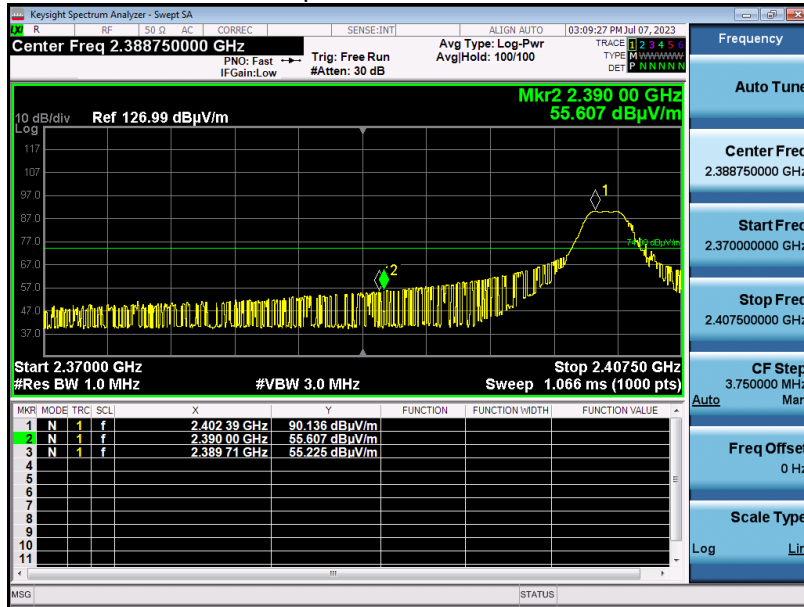 Keysight Spectrum Analyzer - Swept SA
LXI R RF 50 Ω AC CORREC SENSE:INT ALIGN AUTO 03:09:27 PM Jul 07, 2023
Center Freq 2.388750000 GHz
PNO: Fast
IFGain:Low
Trig: Free Run
#Atten: 30 dB
Avg Type: Log-Pwr
Avg|Hold: 100/100
TRACE 1 2 3 4 5 6
TYPE M W W W W W
DET P N N N N N
Mkr2 2.390 00 GHz
55.607 dBµV/m
10 dB/div Ref 126.99 dBµV/m
Log
117
107
97.0
87.0
77.0
67.0
57.0
47.0
37.0
1
2
74.00 dBµV/m
Start 2.37000 GHz Stop 2.40750 GHz
#Res BW 1.0 MHz #VBW 3.0 MHz Sweep 1.066 ms (1000 pts)
MKR MODE TRC SCL X Y FUNCTION FUNCTION WIDTH FUNCTION VALUE
1 N 1 f 2.402 39 GHz 90.136 dBµV/m
2 N 1 f 2.390 00 GHz 55.607 dBµV/m
3 N 1 f 2.389 71 GHz 55.225 dBµV/m
4
5
6
7
8
9
10
11
MSG STATUS
Frequency
Auto Tune
Center Freq
2.388750000 GHz
Start Freq
2.370000000 GHz
Stop Freq
2.407500000 GHz
CF Step
3.750000 MHz
Auto Man
Freq Offset
0 Hz
Scale Type
Log Lin